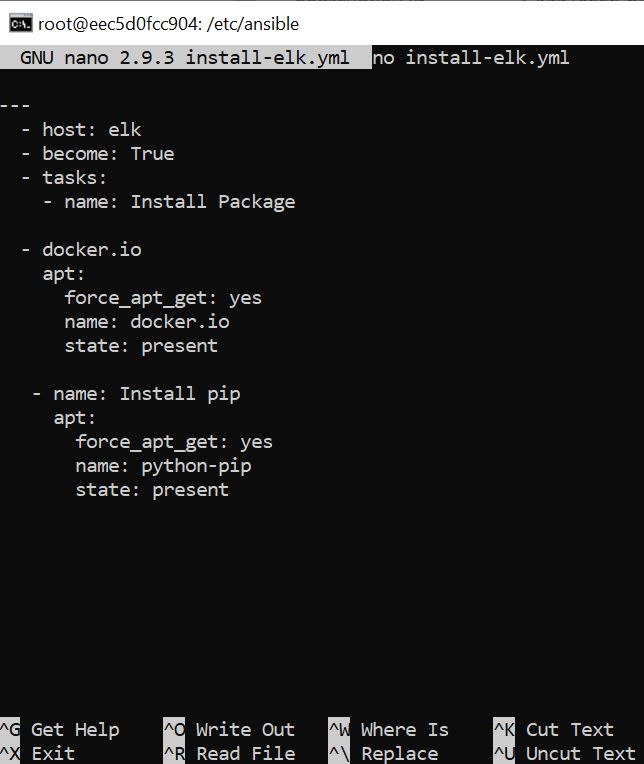 root@eec5d0fcc904: /etc/ansible
GNU nano 2.9.3 install-elk.yml no install-elk.yml
---
  - host: elk
  - become: True
  - tasks:
    - name: Install Package
  - docker.io
    apt:
      force_apt_get: yes
      name: docker.io
      state: present
   - name: Install pip
     apt:
       force_apt_get: yes
       name: python-pip
       state: present
^G Get Help ^O Write Out ^W Where Is ^K Cut Text
^X Exit ^R Read File ^\ Replace ^U Uncut Text